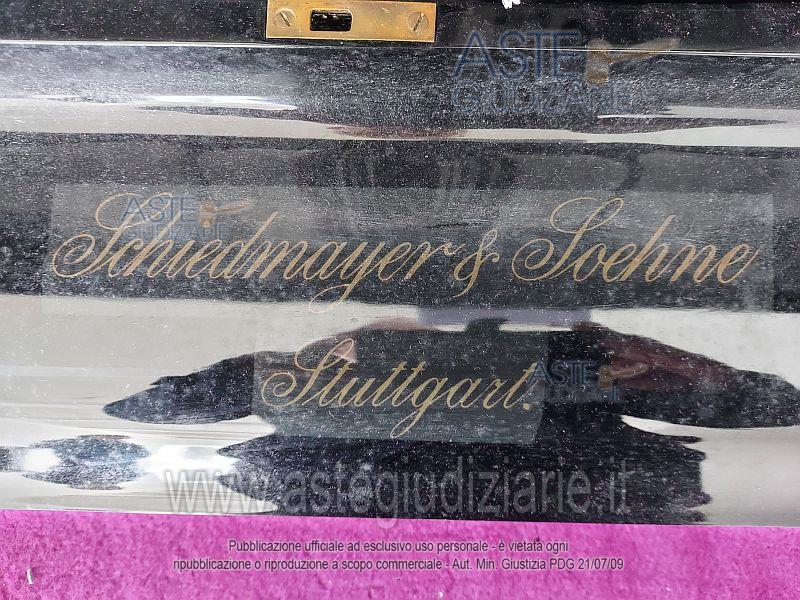 ASTE
GIUDIZIARIE
ASTE
GIUDIZIARIE
Schiedmayer & Soehne
Stuttgart.
ASTE
GIUDIZIARIE
www.astegiudiziarie.it
Pubblicazione ufficiale ad esclusivo uso personale - è vietata ogni
ripubblicazione o riproduzione a scopo commerciale - Aut. Min. Giustizia PDG 21/07/09